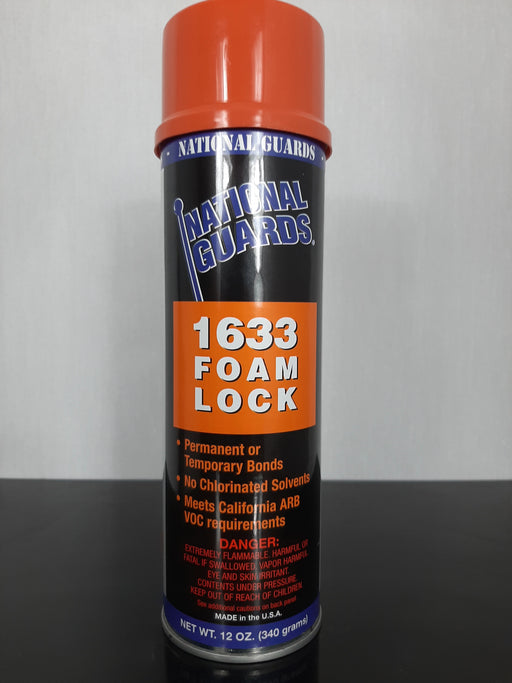 · NATIONAL GUARDS ·
NATIONAL
GUARDS®
1633
FOAM
LOCK
• Permanent or
Temporary Bonds
• No Chlorinated Solvents
• Meets California ARB
VOC requirements
DANGER:
EXTREMELY FLAMMABLE. HARMFUL OR
FATAL IF SWALLOWED. VAPOR HARMFUL.
EYE AND SKIN IRRITANT.
CONTENTS UNDER PRESSURE.
KEEP OUT OF REACH OF CHILDREN.
See additional cautions on back panel.
MADE in the U.S.A.
NET WT. 12 OZ. (340 grams)